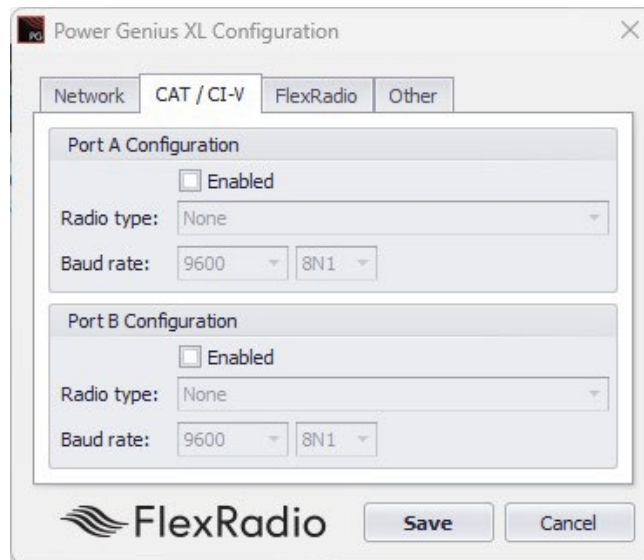 PG Power Genius XL Configuration
Network CAT / CI-V FlexRadio Other
Port A Configuration
Enabled
Radio type: None
Baud rate: 9600 8N1
Port B Configuration
Enabled
Radio type: None
Baud rate: 9600 8N1
FlexRadio Save Cancel